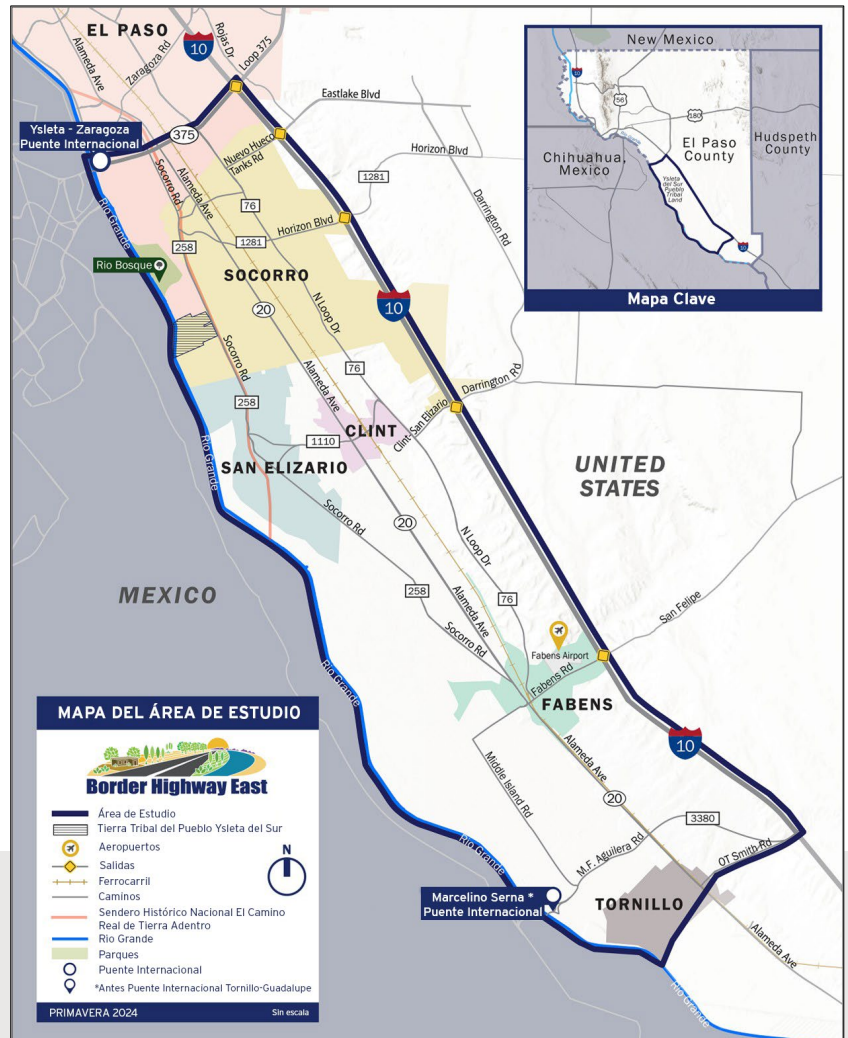 EL PASO
Alameda Ave
Zaragoza Rd
Rojas Dr
Loop 375
10
Eastlake Blvd
Ysleta - Zaragoza
Puente Internacional
375
Nuevo Hueco
Tanks Rd
Horizon Blvd
1281
Darrington Rd
Socorro Rd
Alameda Ave
76
Horizon Blvd
1281
258
Rio Grande
Rio Bosque
SOCORRO
20
N Loop Dr
10
Socorro Rd
Alameda Ave
76
Darrington Rd
Clint-San Elizario
258
CLINT
1110
SAN ELIZARIO
Rio Grande
UNITED
STATES
Socorro Rd
20
N Loop Dr
MEXICO
258
Alameda Ave
76
San Felipe
Socorro Rd
Fabens Airport
Fabens Rd
Rio Grande
FABENS
10
Alameda Ave
Middle Island Rd
20
3380
M.F. Aguilera Rd
OT Smith Rd
Rio Grande
Marcelino Serna *
Puente Internacional
TORNILLO
Alameda Ave
Rio Grande
New Mexico
10
56
180
El Paso
County
Hudspeth
County
Chihuahua,
Mexico
Ysleta
del Sur
Pueblo
Tribal
Land
10
Mapa Clave
MAPA DEL ÁREA DE ESTUDIO
Border Highway East
Área de Estudio
Tierra Tribal del Pueblo Ysleta del Sur
Aeropuertos
Salidas
Ferrocarril
Caminos
Sendero Histórico Nacional El Camino
Real de Tierra Adentro
Rio Grande
Parques
Puente Internacional
*Antes Puente Internacional Tornillo-Guadalupe
N
PRIMAVERA 2024
Sin escala